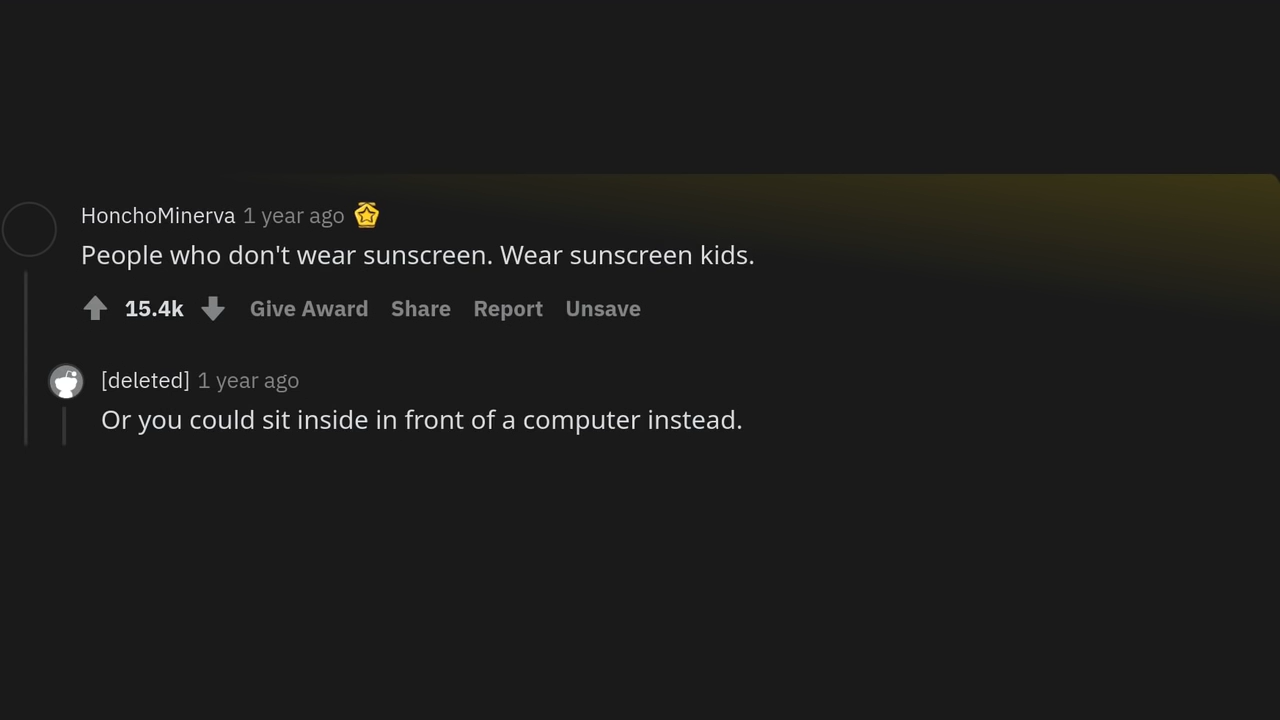 HonchoMinerva 1 year ago
People who don't wear sunscreen. Wear sunscreen kids.
15.4k Give Award Share Report Unsave
[deleted] 1 year ago
Or you could sit inside in front of a computer instead.